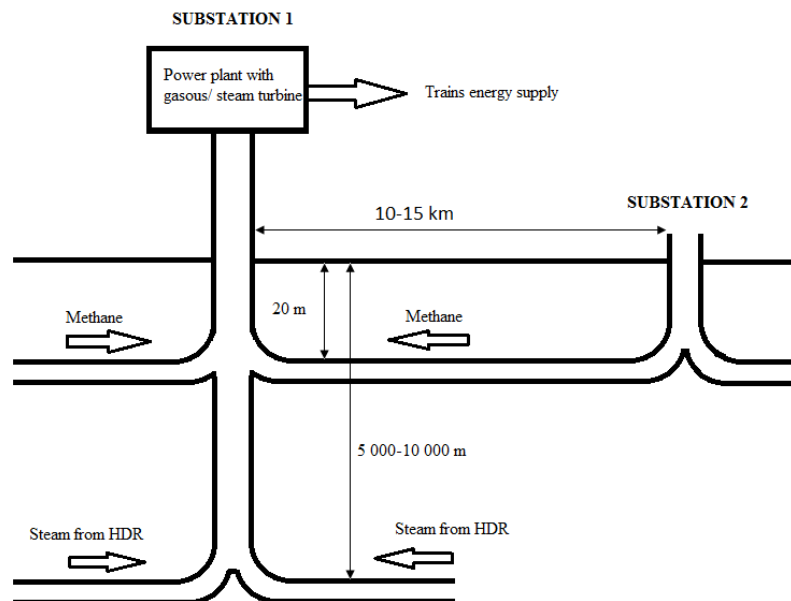 SUBSTATION 1
Power plant with
gasous/ steam turbine
Trains energy supply
10-15 km
SUBSTATION 2
20 m
Methane
Methane
5 000-10 000 m
Steam from HDR
Steam from HDR